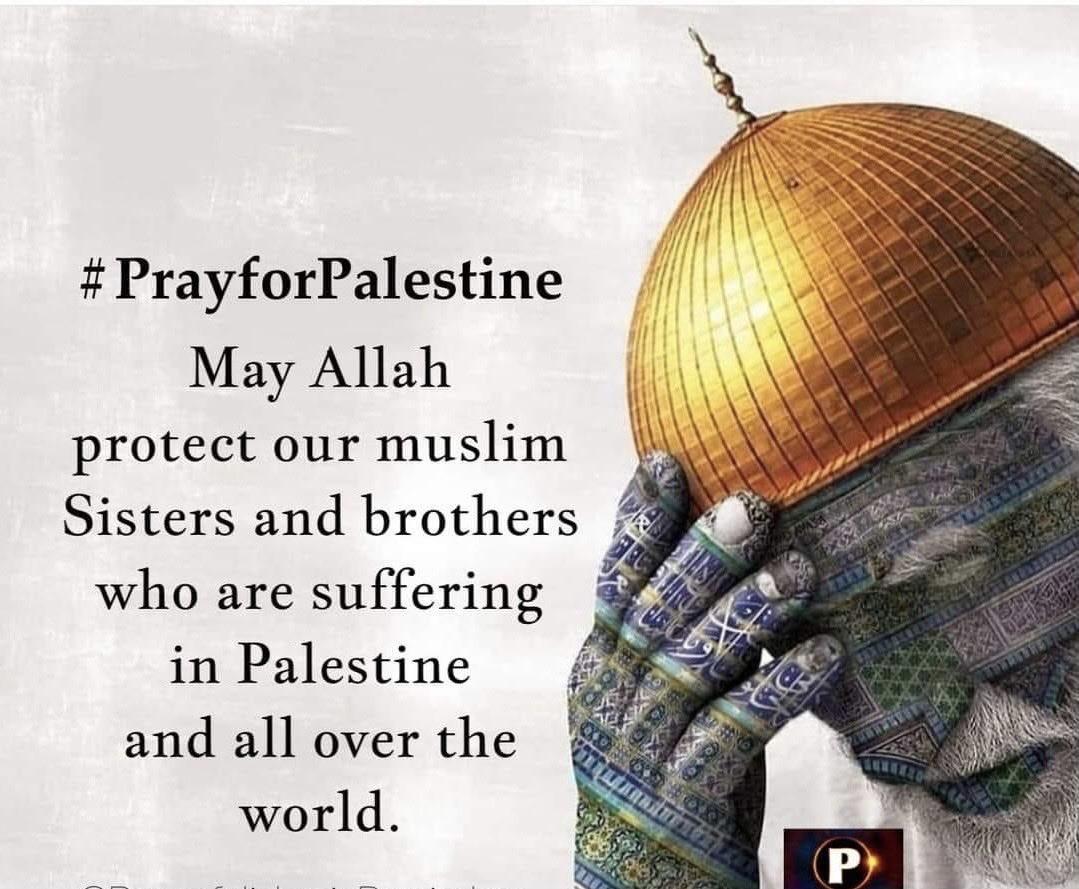 #PrayforPalestine
May Allah
protect our muslim
Sisters and brothers
who are suffering
in Palestine
and all over the
world.
P